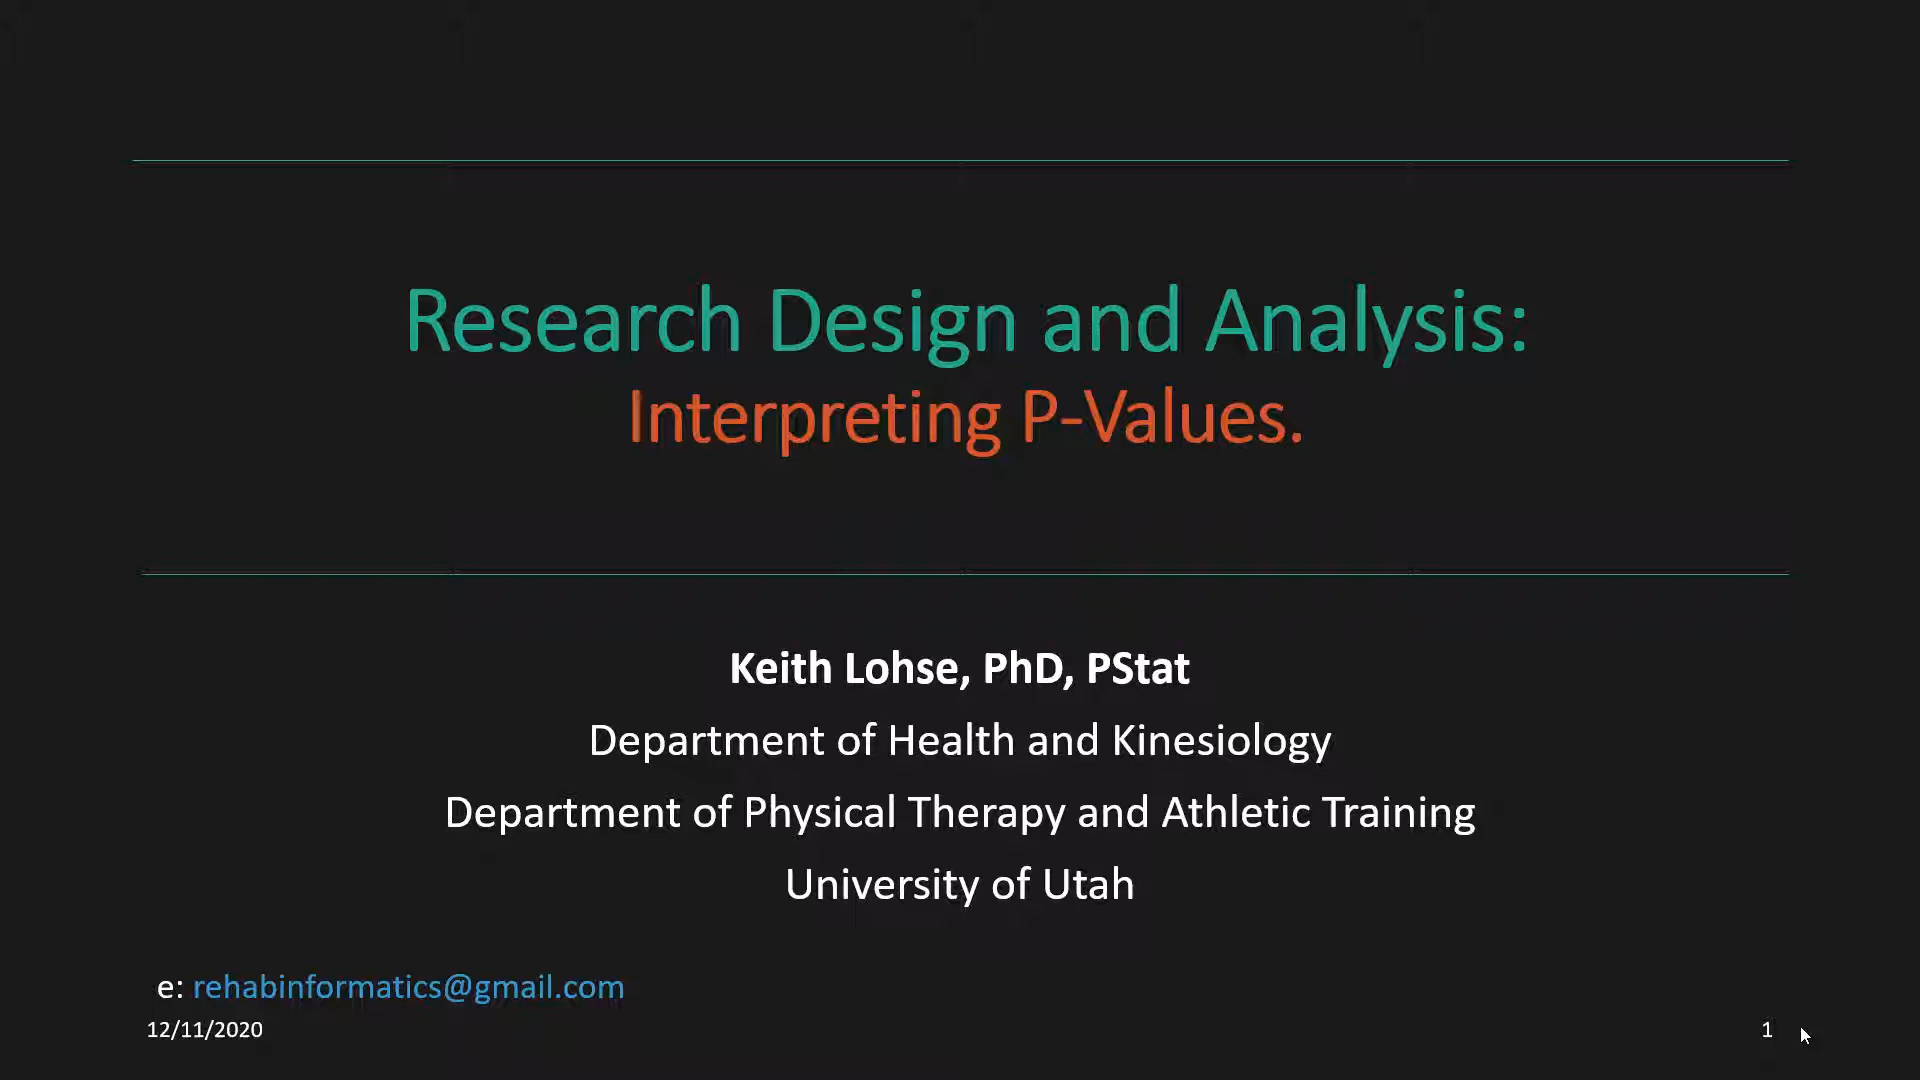 Research Design and Analysis:
Interpreting P-Values.
Keith Lohse, PhD, PStat
Department of Health and Kinesiology
Department of Physical Therapy and Athletic Training
University of Utah
e: rehabinformatics@gmail.com
12/11/2020
1